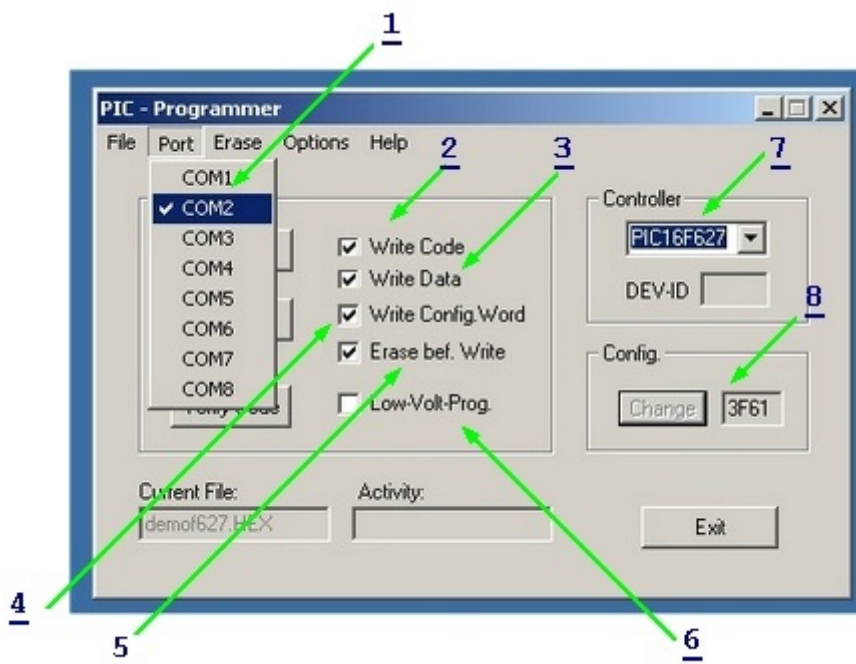 1
PIC - Programmer
File Port Erase Options Help
2
3
7
COM1
COM2
COM3
COM4
COM5
COM6
COM7
COM8
Write Code
Write Data
Write Config.Word
Erase bef. Write
Low-Volt-Prog.
Controller
PIC16F627
DEV-ID
8
Config.
Change 3F61
Current File:
demof627.HEX
Activity:
Exit
4
5
6